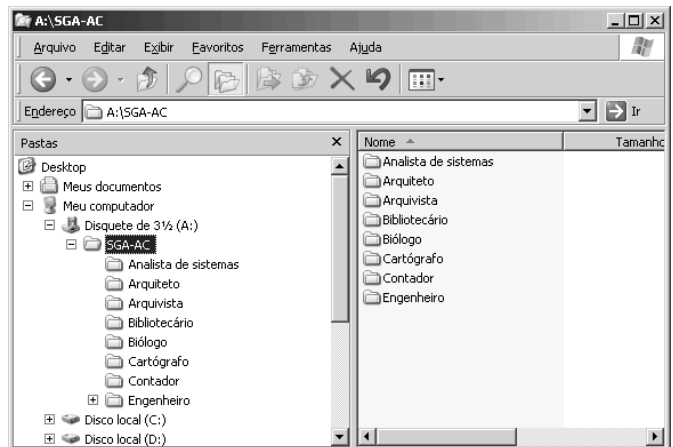 A:\SGA-AC
Arquivo Editar Exibir Favoritos Ferramentas Ajuda
Endereço A:\SGA-AC Ir
Pastas
Desktop
Meus documentos
Meu computador
Disquete de 3½ (A:)
SGA-AC
Analista de sistemas
Arquiteto
Arquivista
Bibliotecário
Biólogo
Cartógrafo
Contador
Engenheiro
Disco local (C:)
Disco local (D:)
Nome Tamanho
Analista de sistemas
Arquiteto
Arquivista
Bibliotecário
Biólogo
Cartógrafo
Contador
Engenheiro